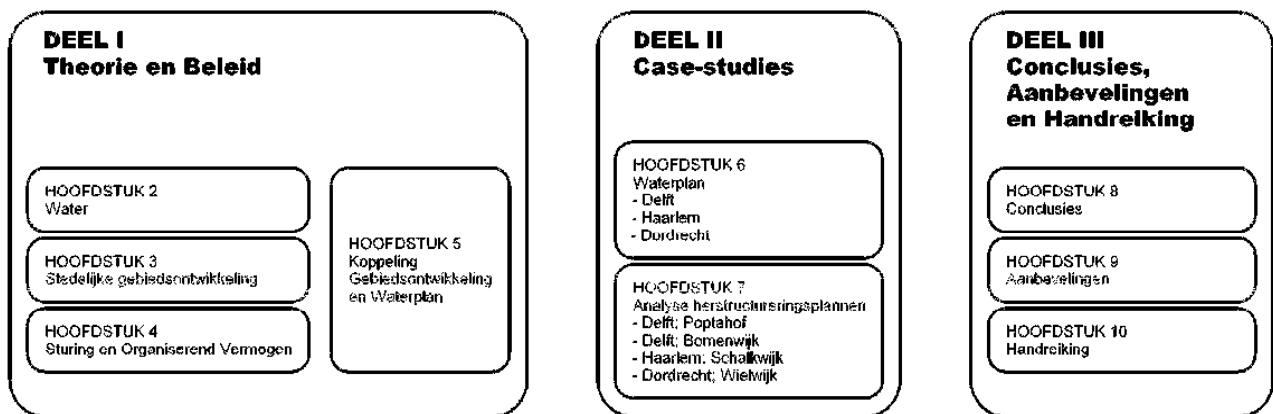 DEEL I
Theorie en Beleid
HOOFDSTUK 2
Water
HOOFDSTUK 3
Stedelijke gebiedsontwikkeling
HOOFDSTUK 4
Sturing en Organiserend Vermogen
HOOFDSTUK 5
Koppeling
Gebiedsontwikkeling
en Waterplan
DEEL II
Case-studies
HOOFDSTUK 6
Waterplan
- Delft
- Haarlem
- Dordrecht
HOOFDSTUK 7
Analyse herstructureringsplannen
- Delft; Poptahof
- Delft; Bomenwijk
- Haarlem; Schalkwijk
- Dordrecht; Wielwijk
DEEL III
Conclusies,
Aanbevelingen
en Handreiking
HOOFDSTUK 8
Conclusies
HOOFDSTUK 9
Aanbevelingen
HOOFDSTUK 10
Handreiking